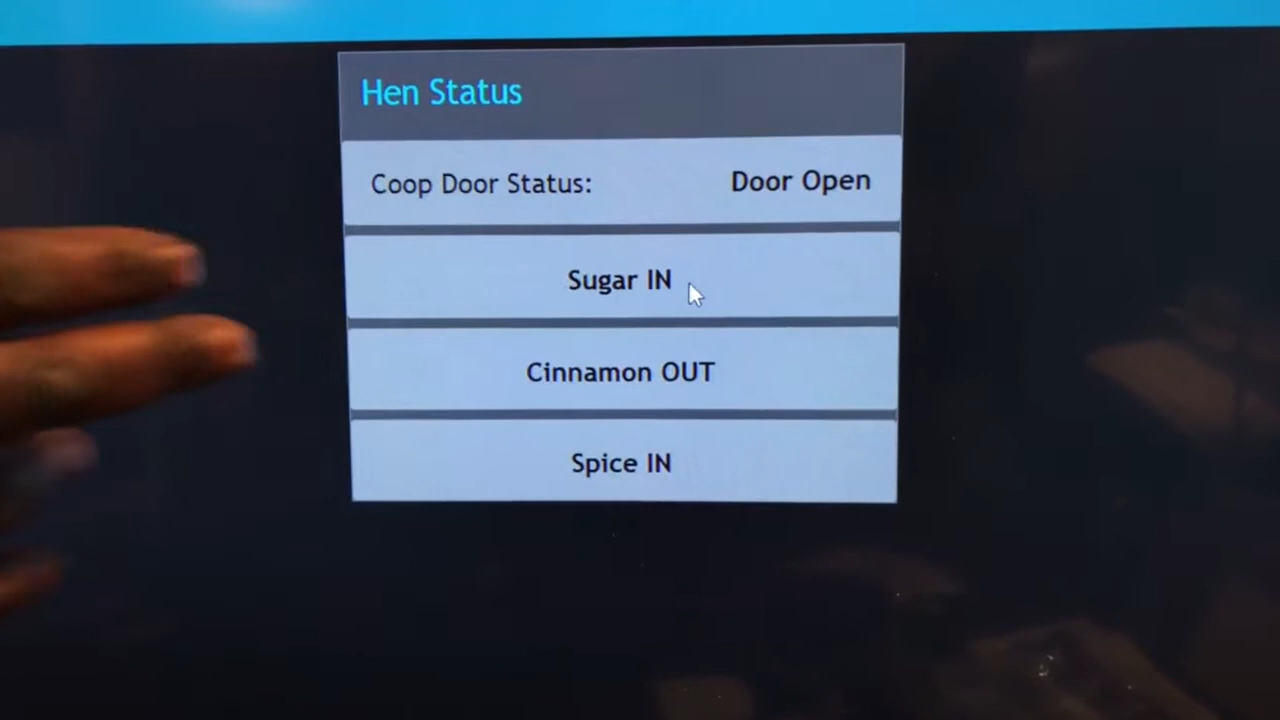 Hen Status
Coop Door Status: Door Open
Sugar IN
Cinnamon OUT
Spice IN